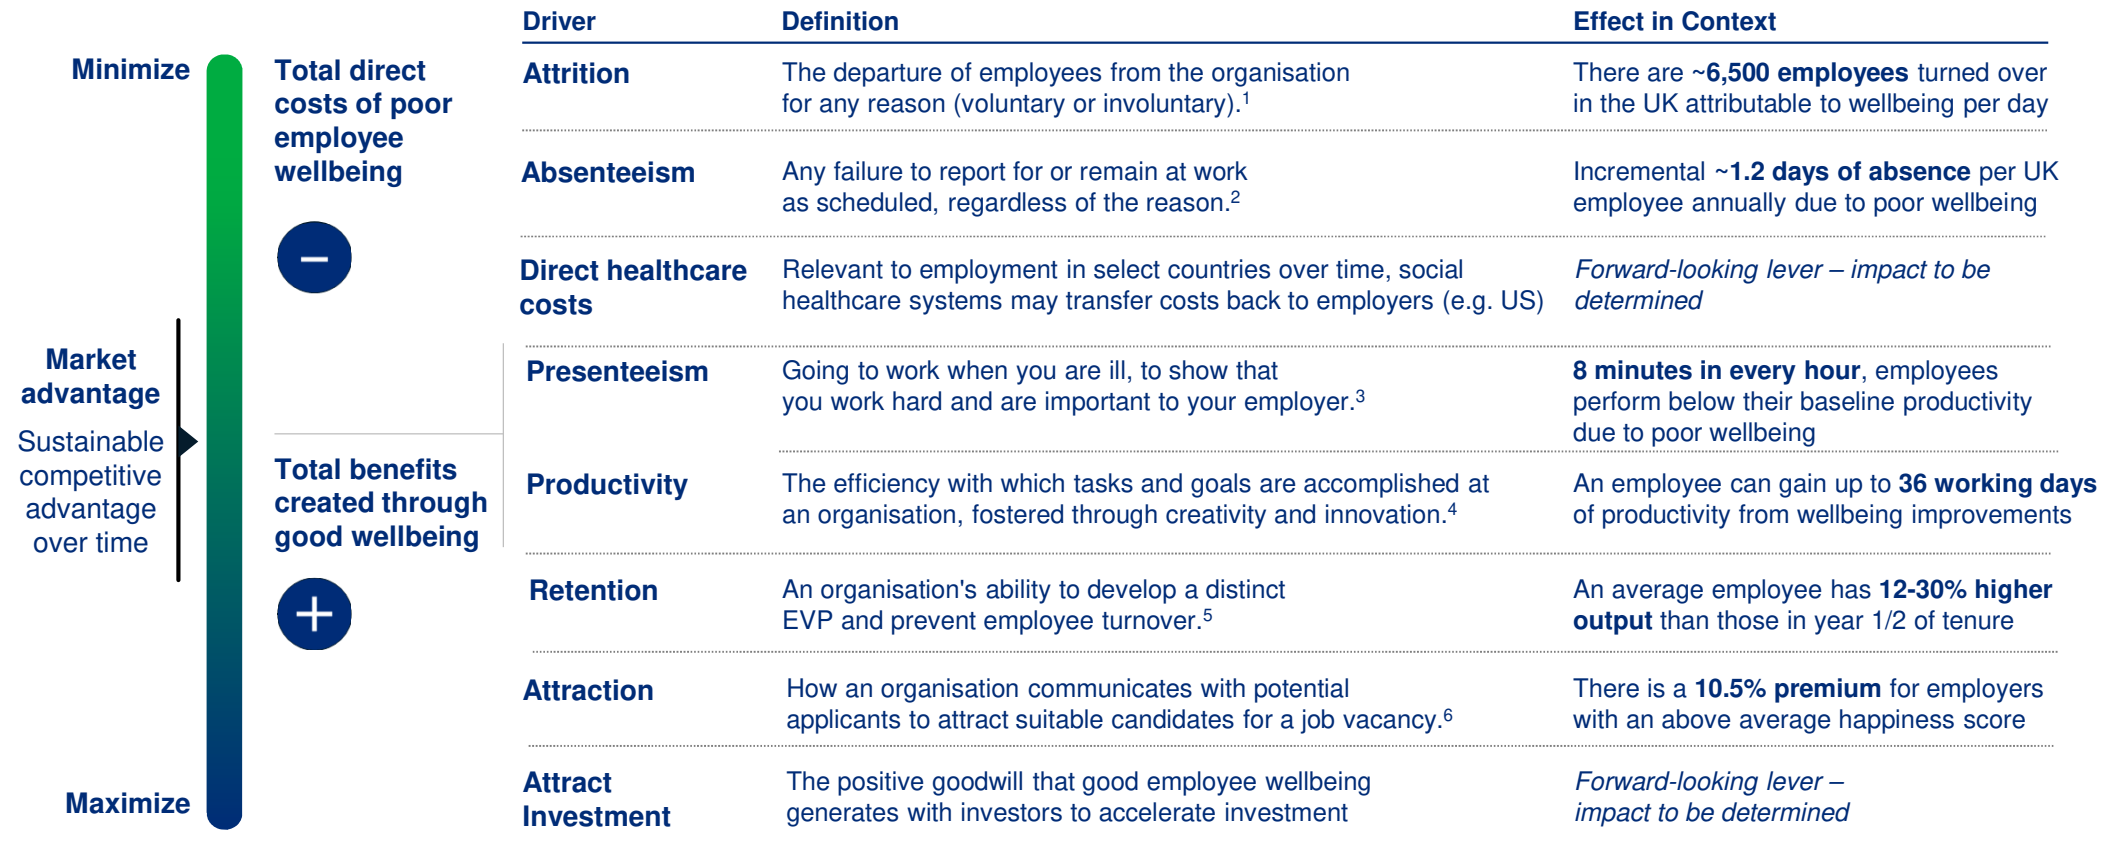 Driver
Definition
Effect in Context
Minimize
Total direct
costs of poor
employee
wellbeing
−
Attrition
The departure of employees from the organisation
for any reason (voluntary or involuntary).1
There are ~6,500 employees turned over
in the UK attributable to wellbeing per day
Absenteeism
Any failure to report for or remain at work
as scheduled, regardless of the reason.2
Incremental ~1.2 days of absence per UK
employee annually due to poor wellbeing
Direct healthcare
costs
Relevant to employment in select countries over time, social
healthcare systems may transfer costs back to employers (e.g. US)
Forward-looking lever – impact to be
determined
Market
advantage
Sustainable
competitive
advantage
over time
Total benefits
created through
good wellbeing
+
Presenteeism
Going to work when you are ill, to show that
you work hard and are important to your employer.3
8 minutes in every hour, employees
perform below their baseline productivity
due to poor wellbeing
Productivity
The efficiency with which tasks and goals are accomplished at
an organisation, fostered through creativity and innovation.4
An employee can gain up to 36 working days
of productivity from wellbeing improvements
Retention
An organisation's ability to develop a distinct
EVP and prevent employee turnover.5
An average employee has 12-30% higher
output than those in year 1/2 of tenure
Attraction
How an organisation communicates with potential
applicants to attract suitable candidates for a job vacancy.6
There is a 10.5% premium for employers
with an above average happiness score
Maximize
Attract
Investment
The positive goodwill that good employee wellbeing
generates with investors to accelerate investment
Forward-looking lever –
impact to be determined